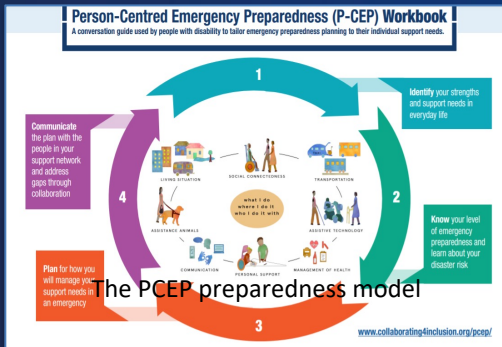 Person-Centred Emergency Preparedness (P-CEP) Workbook
A conversation guide used by people with disability to tailor emergency preparedness planning to their individual support needs.
1
Identify your strengths
and support needs in
everyday life
2
Know your level
of emergency
preparedness and
learn about your
disaster risk
3
Plan for how you
will manage your
support needs in
an emergency
4
Communicate
the plan with the
people in your
support network
and address
gaps through
collaboration
LIVING SITUATION
SOCIAL CONNECTEDNESS
TRANSPORTATION
what I do
where I do it
who I do it with
ASSISTANCE ANIMALS
ASSISTIVE TECHNOLOGY
COMMUNICATION
PERSONAL SUPPORT
MANAGEMENT OF HEALTH
The PCEP preparedness model
www.collaborating4inclusion.org/pcep/